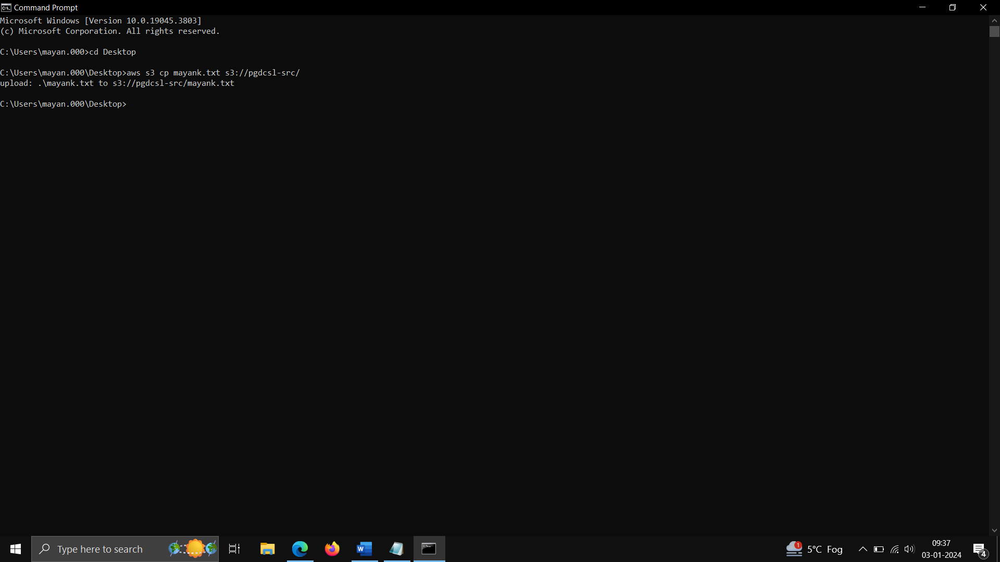 Command Prompt
Microsoft Windows [Version 10.0.19045.3803]
(c) Microsoft Corporation. All rights reserved.
C:\Users\mayan.000>cd Desktop
C:\Users\mayan.000\Desktop>aws s3 cp mayank.txt s3://pgdcsl-src/
upload: .\mayank.txt to s3://pgdcsl-src/mayank.txt
C:\Users\mayan.000\Desktop>
Type here to search
W
1
5°C Fog
09:37
03-01-2024
4